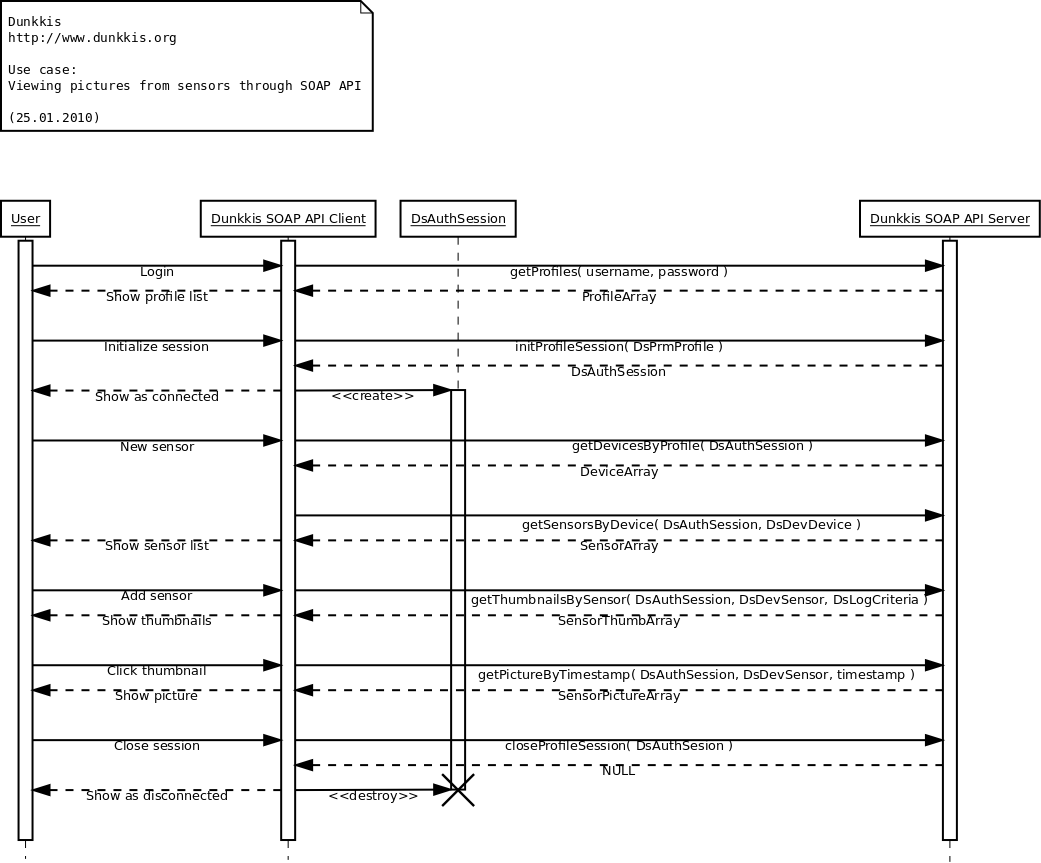 Dunkkis
http://www.dunkkis.org
Use case:
Viewing pictures from sensors through SOAP API
(25.01.2010)
User
Dunkkis SOAP API Client
DsAuthSession
Dunkkis SOAP API Server
Login
getProfiles( username, password )
Show profile list
ProfileArray
Initialize session
initProfileSession( DsPrmProfile )
DsAuthSession
Show as connected
<<create>>
New sensor
getDevicesByProfile( DsAuthSession )
DeviceArray
getSensorsByDevice( DsAuthSession, DsDevDevice )
Show sensor list
SensorArray
Add sensor
getThumbnailsBySensor( DsAuthSession, DsDevSensor, DsLogCriteria )
Show thumbnails
SensorThumbArray
Click thumbnail
getPictureByTimestamp( DsAuthSession, DsDevSensor, timestamp )
Show picture
SensorPictureArray
Close session
closeProfileSession( DsAuthSesion )
NULL
Show as disconnected
<<destroy>>